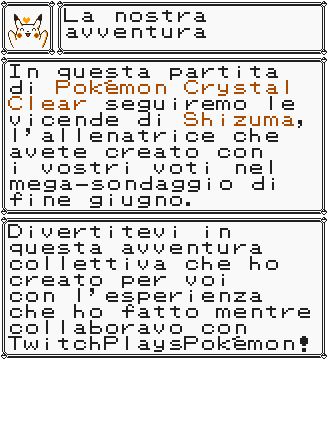 La nostra
avventura
In questa partita
di Pokémon Crystal
Clear seguiremo le
vicende di Shizuma,
l'allenatrice che
avete creato con
i vostri voti nel
mega-sondaggio di
fine giugno.
Divertitevi in
questa avventura
collettiva che ho
creato per voi
con l'esperienza
che ho fatto mentre
collaboravo con
TwitchPlaysPokémon!